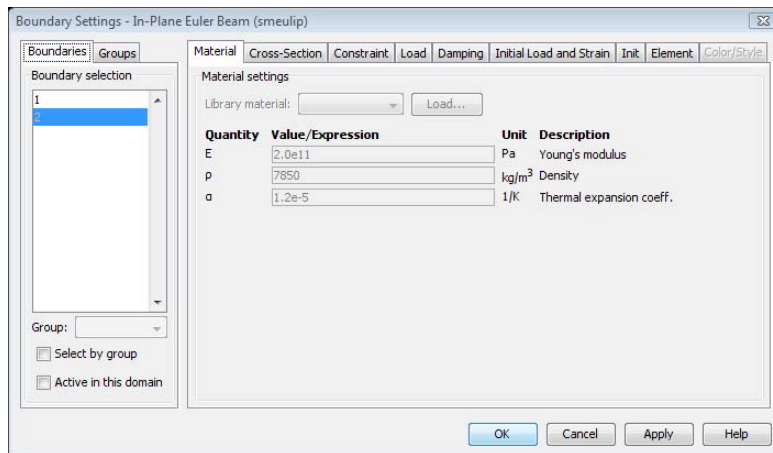 Boundary Settings - In-Plane Euler Beam (smeulip)
Boundaries Groups
Material Cross-Section Constraint Load Damping Initial Load and Strain Init Element Color/Style
Boundary selection
1
2
Group:
Select by group
Active in this domain
Material settings
Library material: Load...
Quantity Value/Expression Unit Description
E 2.0e11 Pa Young's modulus
ρ 7850 kg/m³ Density
α 1.2e-5 1/K Thermal expansion coeff.
OK Cancel Apply Help